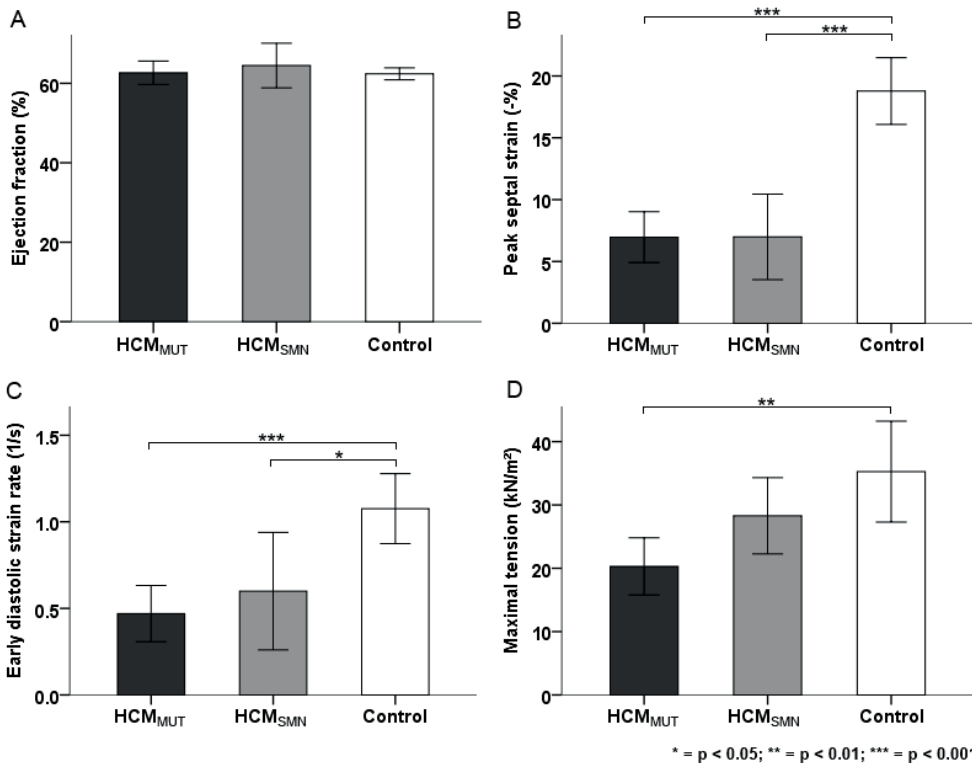 A
Ejection fraction (%)
60
40
20
0
HCMMUT
HCMSMN
Control
B
***
***
Peak septal strain (-%)
20
15
10
5
0
HCMMUT
HCMSMN
Control
C
***
*
Early diastolic strain rate (1/s)
1.5
1.0
0.5
0.0
HCMMUT
HCMSMN
Control
D
**
Maximal tension (kN/m²)
40
30
20
10
0
HCMMUT
HCMSMN
Control
* = p < 0.05; ** = p < 0.01; *** = p < 0.001